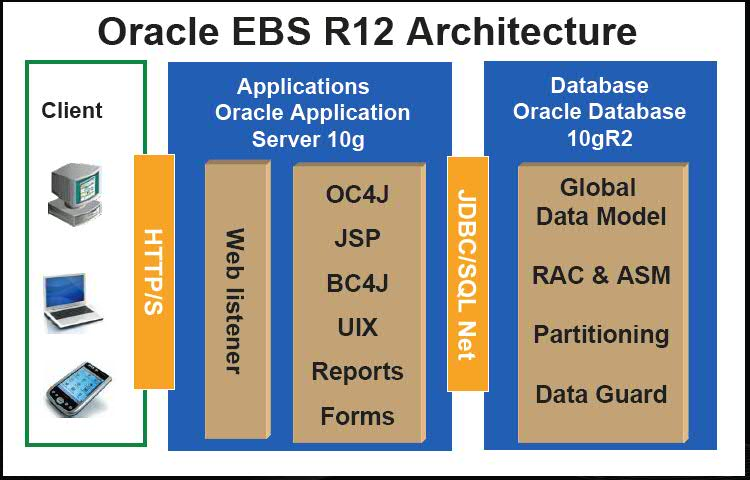 Oracle EBS R12 Architecture
Client
HTTP/S
Applications
Oracle Application
Server 10g
Web listener
OC4J
JSP
BC4J
UIX
Reports
Forms
JDBC/SQL Net
Database
Oracle Database
10gR2
Global
Data Model
RAC & ASM
Partitioning
Data Guard